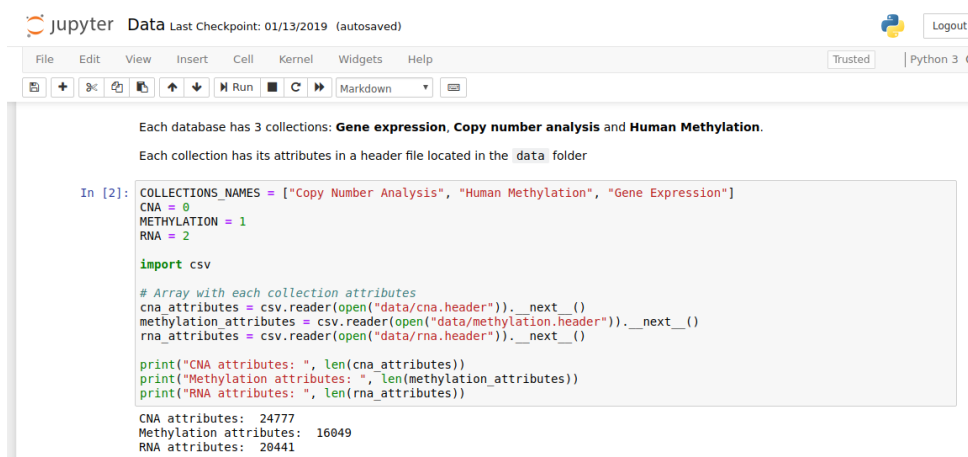 jupyter Data Last Checkpoint: 01/13/2019 (autosaved) Logout
File Edit View Insert Cell Kernel Widgets Help Trusted Python 3
Run Markdown
Each database has 3 collections: Gene expression, Copy number analysis and Human Methylation.
Each collection has its attributes in a header file located in the data folder
In [2]: COLLECTIONS_NAMES = ["Copy Number Analysis", "Human Methylation", "Gene Expression"]
CNA = 0
METHYLATION = 1
RNA = 2
import csv
# Array with each collection attributes
cna_attributes = csv.reader(open("data/cna.header")).__next__()
methylation_attributes = csv.reader(open("data/methylation.header")).__next__()
rna_attributes = csv.reader(open("data/rna.header")).__next__()
print("CNA attributes: ", len(cna_attributes))
print("Methylation attributes: ", len(methylation_attributes))
print("RNA attributes: ", len(rna_attributes))
CNA attributes:  24777
Methylation attributes:  16049
RNA attributes:  20441